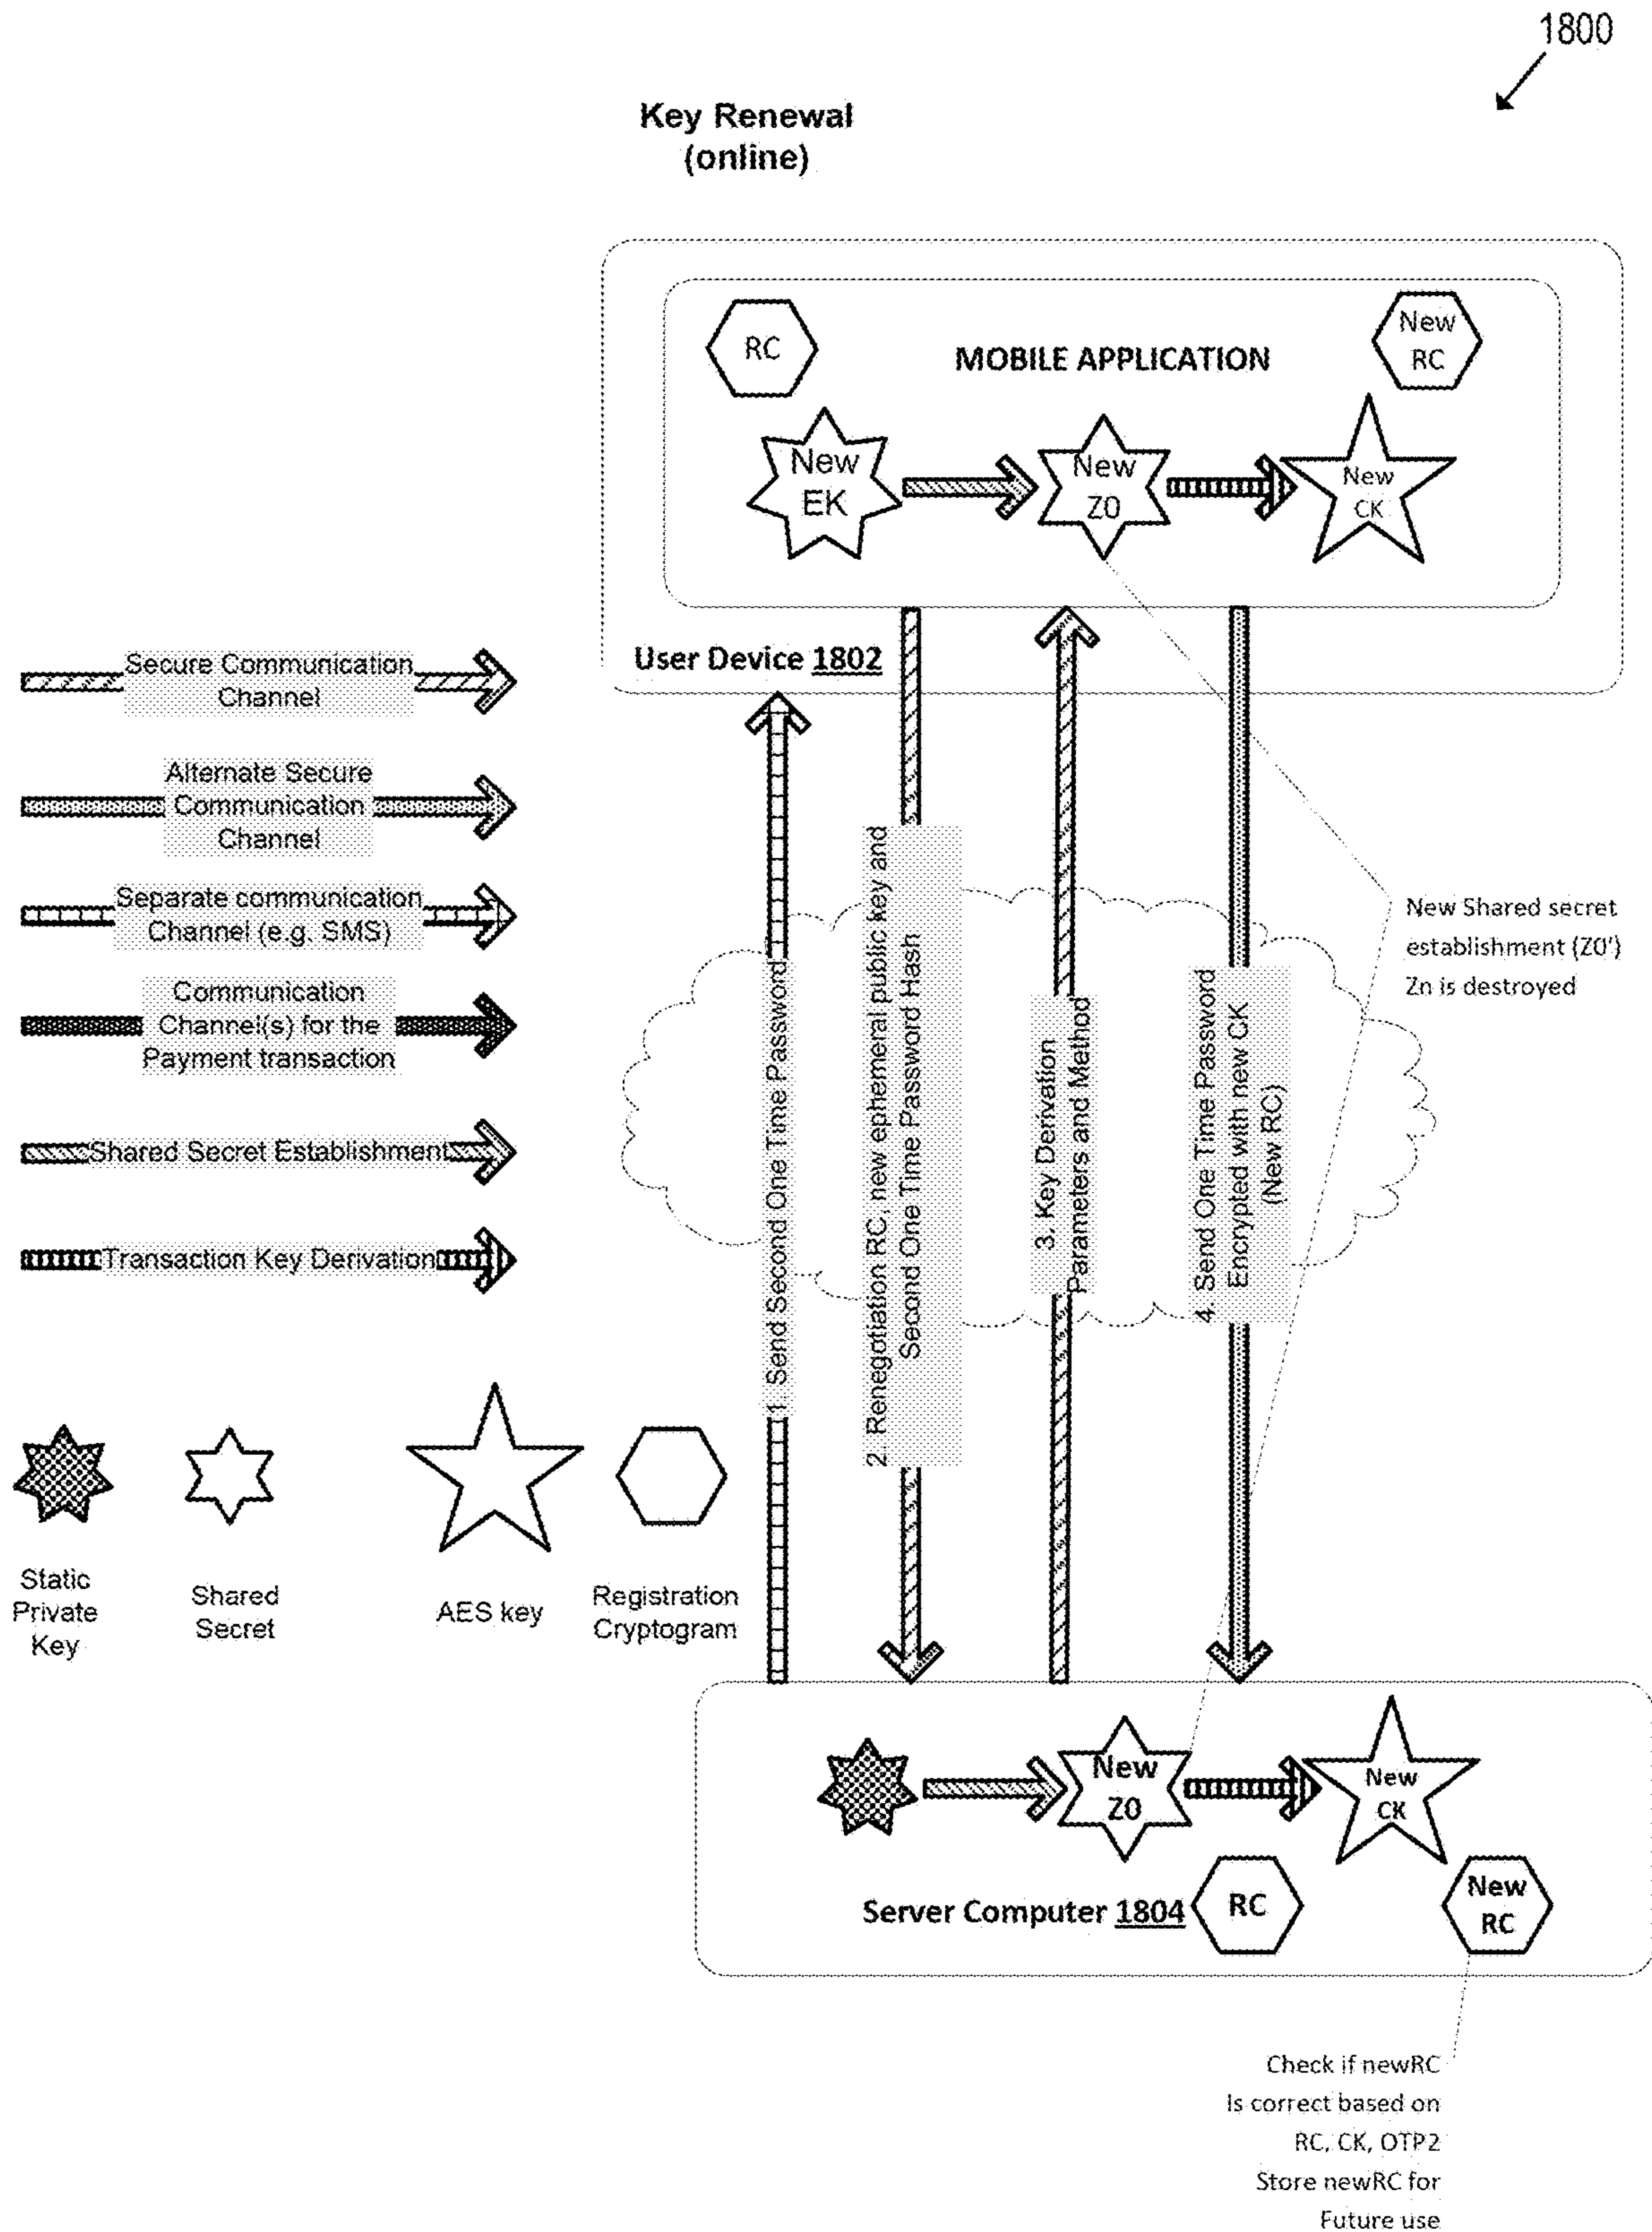 1800
Key Renewal
(online)
RC
MOBILE APPLICATION
New
RC
New
EK
New
Z0
New
CK
User Device 1802
Secure Communication
Channel
Alternate Secure
Communication
Channel
Separate communication
Channel (e.g. SMS)
Communication
Channel(s) for the
Payment transaction
Shared Secret Establishment
Transaction Key Derivation
1. Send Second One Time Password
2. Renegotiation RC, new ephemeral public key and
Second One Time Password Hash
3. Key Derivation
Parameters and Method
4. Send One Time Password
Encrypted with new CK
(New RC)
New Shared secret
establishment (Z0')
Zn is destroyed
Static
Private
Key
Shared
Secret
AES key
Registration
Cryptogram
New
Z0
New
CK
Server Computer 1804
RC
New
RC
Check if newRC
is correct based on
RC, CK, OTP2
Store newRC for
Future use